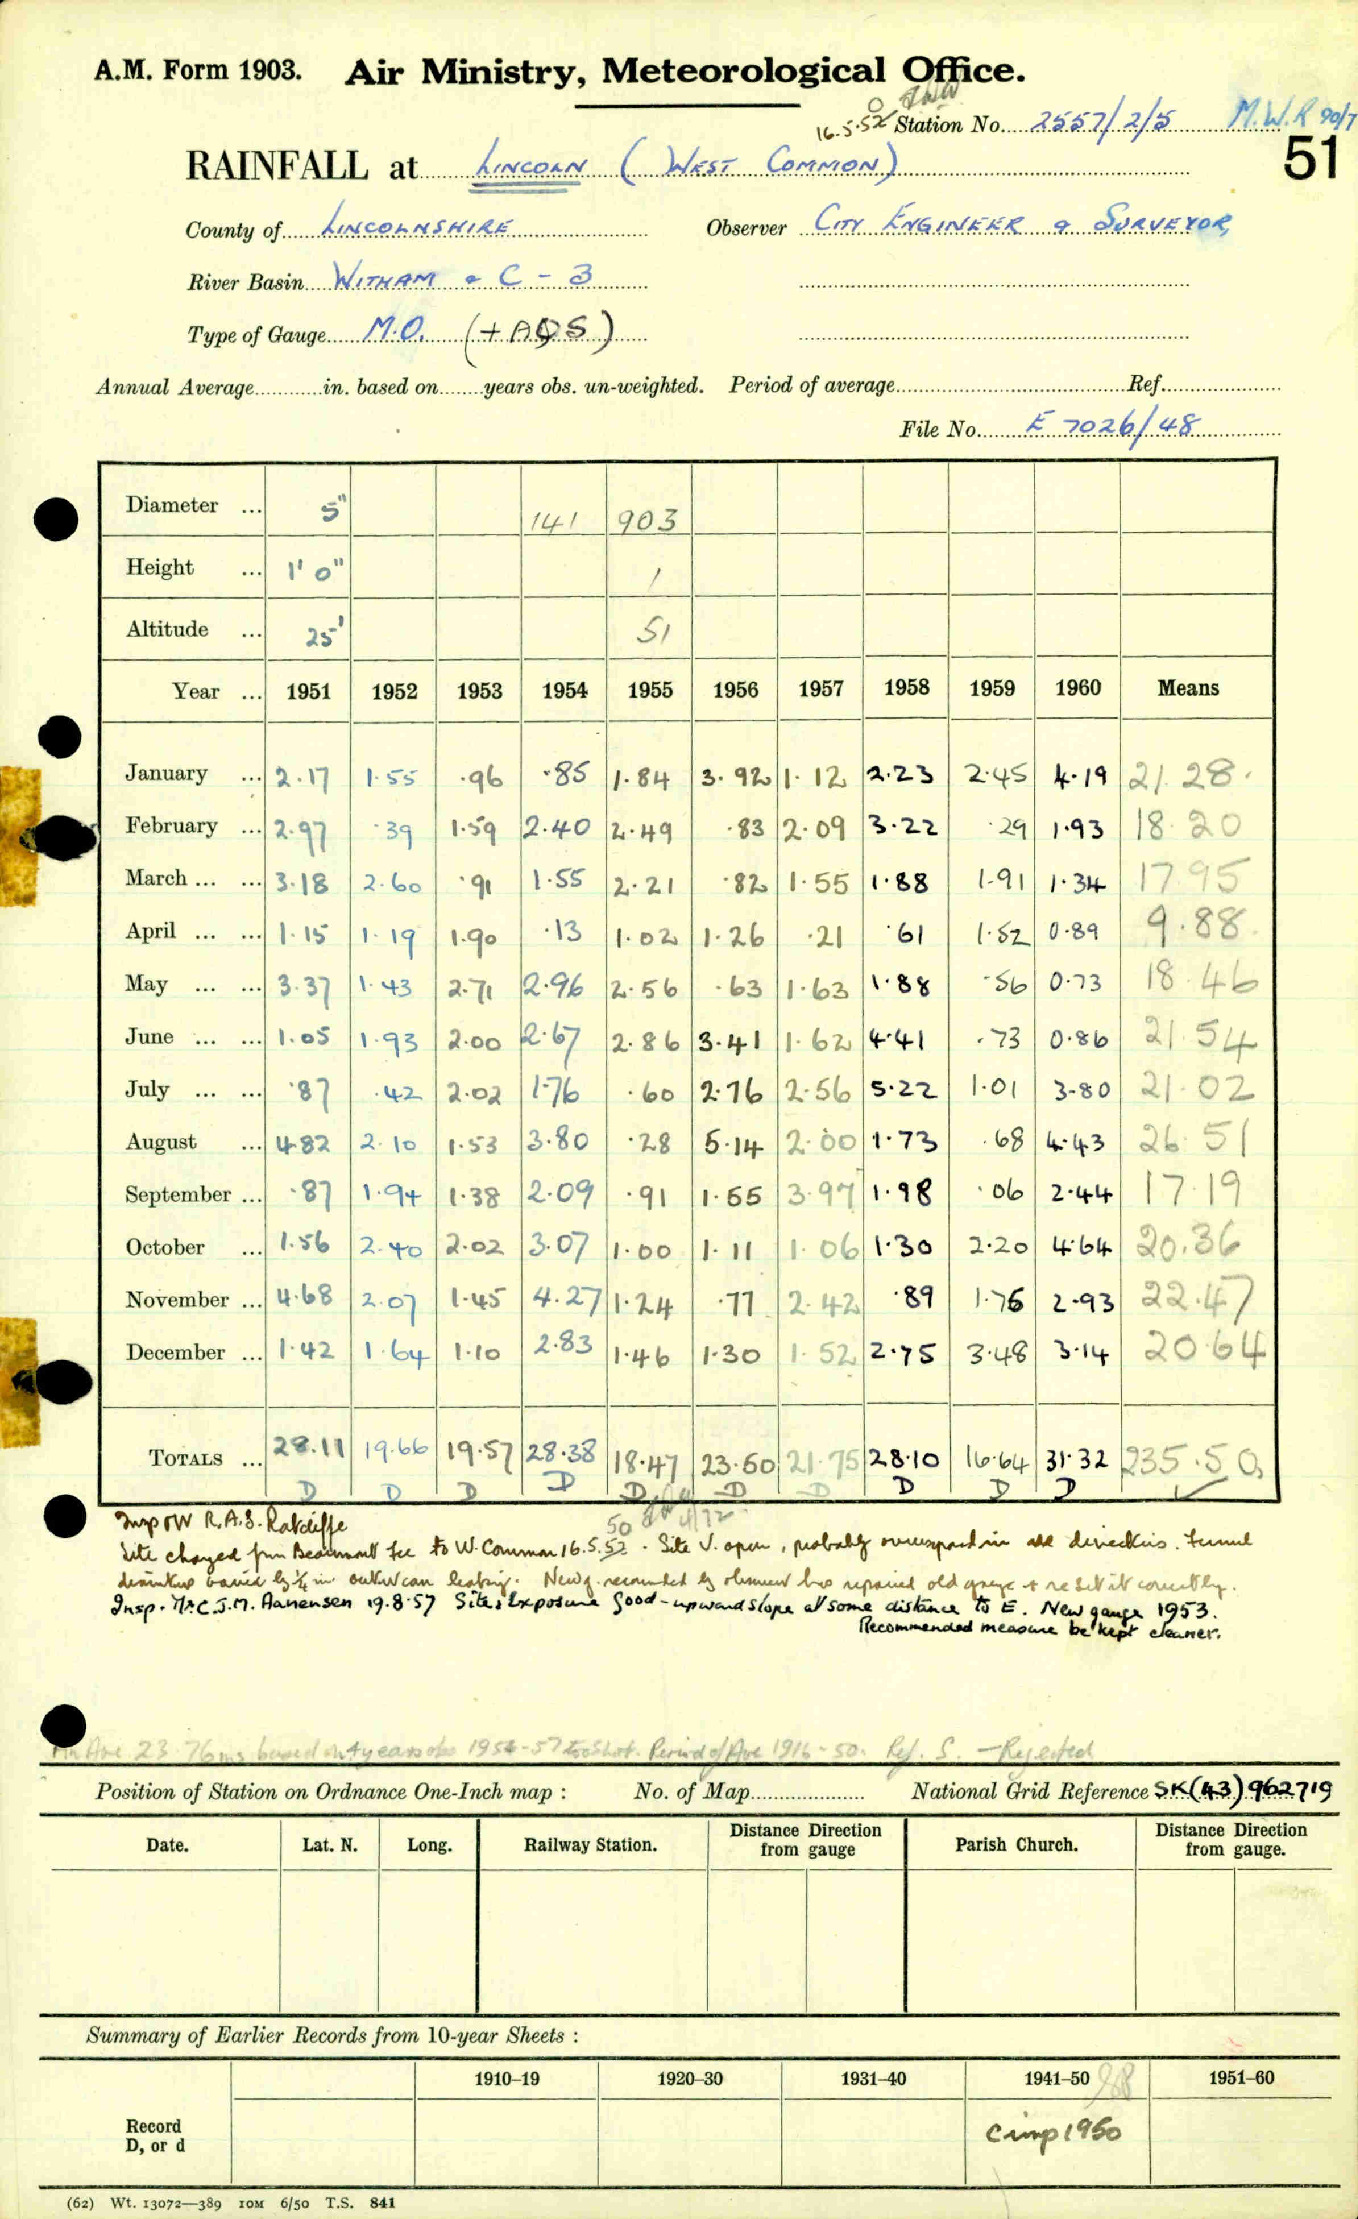 A.M. Form 1903. Air Ministry, Meteorological Office.
16.5.52 Station No. 2557/2/5 M.W.R 90/7
51
RAINFALL at LINCOLN (WEST COMMON)
County of LINCOLNSHIRE Observer CITY ENGINEER & SURVEYOR,
River Basin WITHAM & C - 3
Type of Gauge M.O. (+ AQS)
Annual Average in. based on years obs. un-weighted. Period of average Ref.
File No. E 7026/48
Diameter ... 5" 141 903
Height ... 1' 0" 1
Altitude ... 25' 51
Year ... 1951 1952 1953 1954 1955 1956 1957 1958 1959 1960 Means
January ... 2.17 1.55 .96 .85 1.84 3.92 1.12 2.23 2.45 4.19 21.28
February ... 2.97 .39 1.59 2.40 2.49 .83 2.09 3.22 .29 1.93 18.20
March ... ... 3.18 2.60 .91 1.55 2.21 .82 1.55 1.88 1.91 1.34 17.95
April ... ... 1.15 1.19 1.90 .13 1.02 1.26 .21 .61 1.52 0.89 9.88
May ... ... 3.37 1.43 2.71 2.96 2.56 .63 1.63 1.88 .56 0.73 18.46
June ... ... 1.05 1.93 2.00 2.67 2.86 3.41 1.62 4.41 .73 0.86 21.54
July ... ... .87 .42 2.02 1.76 .60 2.76 2.56 5.22 1.01 3.80 21.02
August ... 4.82 2.10 1.53 3.80 .28 5.14 2.00 1.73 .68 4.43 26.51
September ... .87 1.94 1.38 2.09 .91 1.55 3.97 1.98 .06 2.44 17.19
October ... 1.56 2.40 2.02 3.07 1.00 1.11 1.06 1.30 2.20 4.64 20.36
November ... 4.68 2.07 1.45 4.27 1.24 .77 2.42 .89 1.75 2.93 22.47
December ... 1.42 1.64 1.10 2.83 1.46 1.30 1.52 2.75 3.48 3.14 20.64
TOTALS ... 28.11 19.66 19.57 28.38 18.47 23.50 21.75 28.10 16.64 31.32 235.50
D D D D D D D D D D
Insp OW R.A.S. Ratcliffe
Site changed from Beaumont Fee to W. Common 16.5.52. Site V. open, probably overexposed in all directions. Funnel
diameters varied by 1/4 in outer can leaking. New g. recommended observer has repaired old gauge & reset it correctly.
Insp. Mr C.J.M. Aanensen 19.8.57 Site & Exposure Good - upward slope at some distance to E. New gauge 1953.
Recommended measure be kept cleaner.
Ann Ave 23.76 ins based on 4 years obs 1954-57 too short. Period of Ave 1916-50. Ref. S. - Rejected
Position of Station on Ordnance One-Inch map : No. of Map National Grid Reference SK(43)962719
Date. Lat. N. Long. Railway Station. Distance from Direction gauge Parish Church. Distance from Direction gauge.
Summary of Earlier Records from 10-year Sheets :
1910–19 1920–30 1931–40 1941–50 1951–60
Record
D, or d
C imp 1950
(62) Wt. 13072—389 10M 6/50 T.S. 841